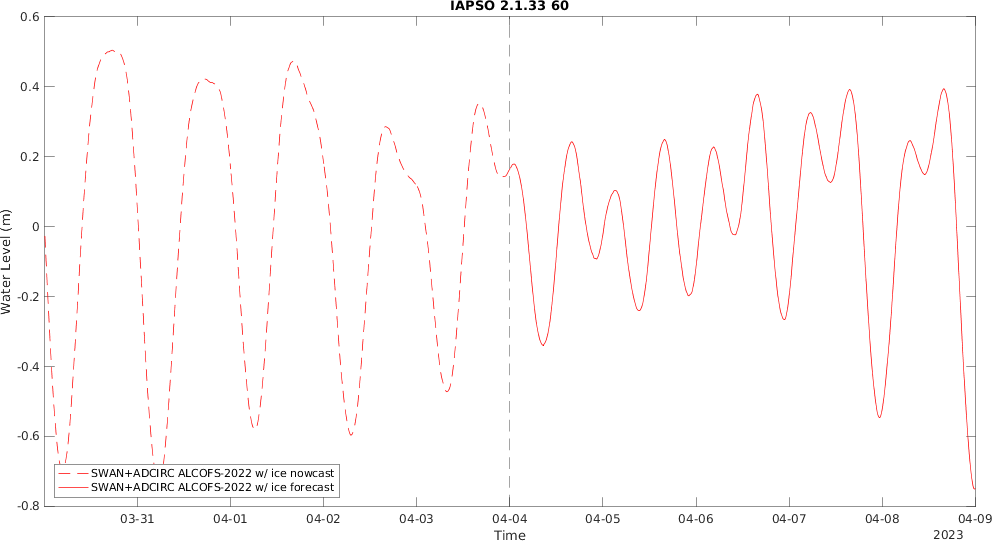 IAPSO 2.1.33 60
0.6
0.4
0.2
0
-0.2
-0.4
-0.6
-0.8
Water Level (m)
SWAN+ADCIRC ALCOFS-2022 w/ ice nowcast
SWAN+ADCIRC ALCOFS-2022 w/ ice forecast
03-31 04-01 04-02 04-03 04-04 04-05 04-06 04-07 04-08 04-09
Time
2023